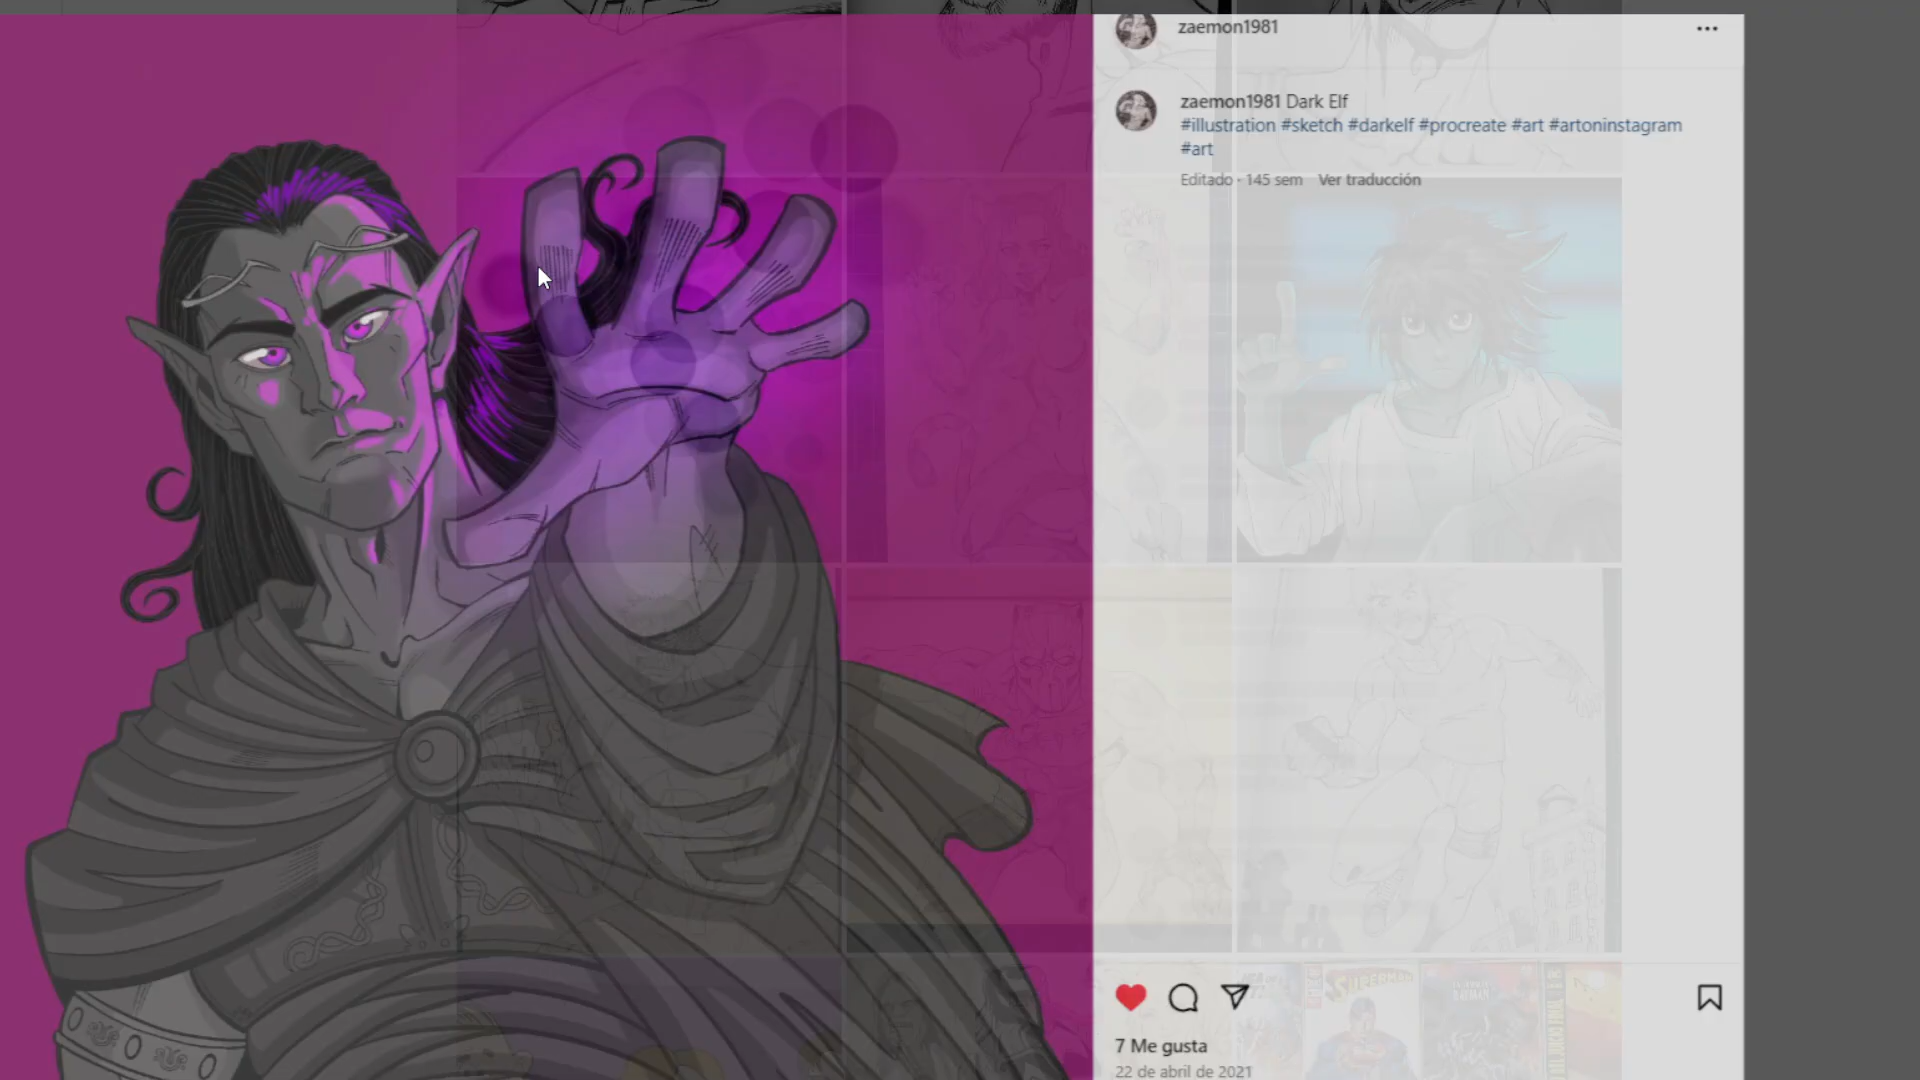 zaemon1981
zaemon1981 Dark Elf
#illustration #sketch #darkelf #procreate #art #artoninstagram
#art
Editado · 145 sem Ver traducción
SUPERMAN
7 Me gusta
22 de abril de 2021